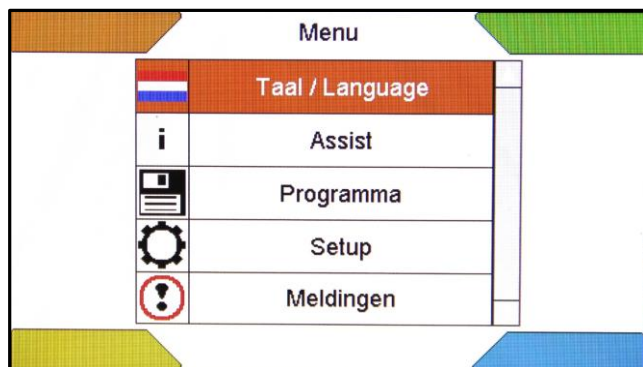 Menu
Taal / Language
i
Assist
Programma
Setup
Meldingen